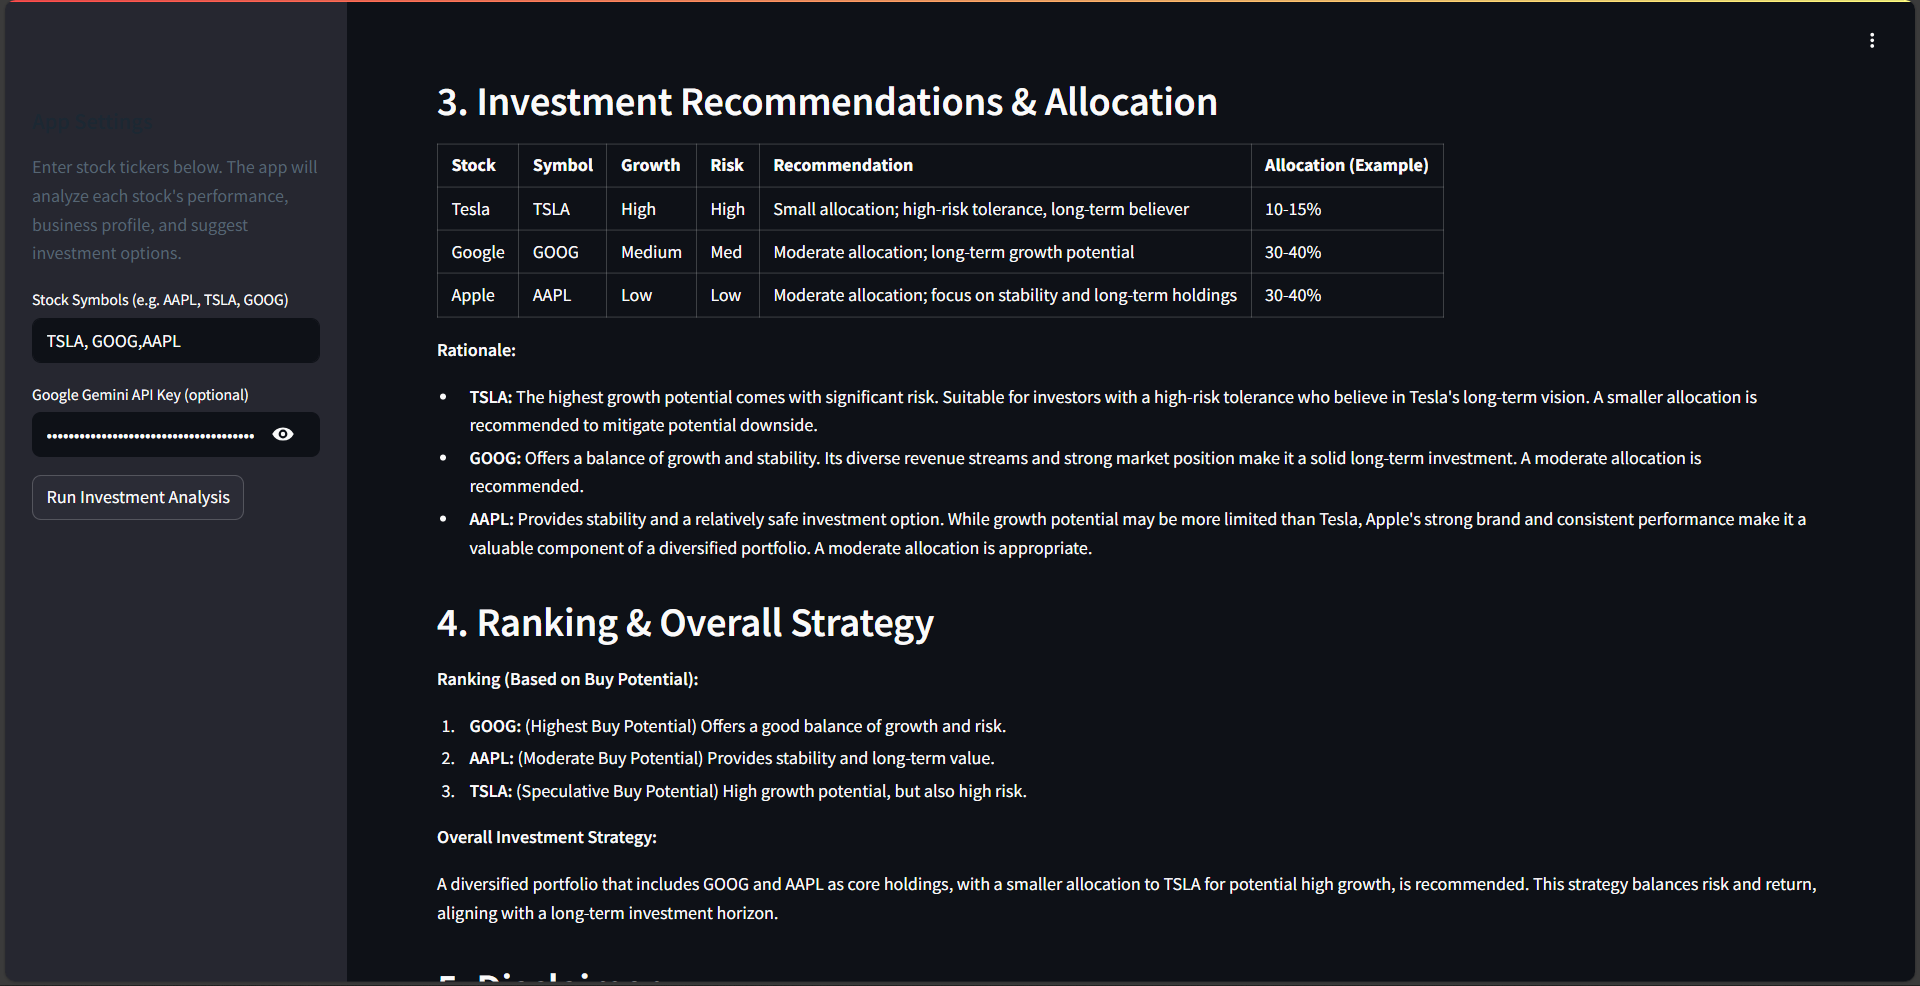 App Settings
Enter stock tickers below. The app will
analyze each stock's performance,
business profile, and suggest
investment options.
Stock Symbols (e.g. AAPL, TSLA, GOOG)
TSLA, GOOG,AAPL
Google Gemini API Key (optional)
Run Investment Analysis
3. Investment Recommendations & Allocation
Stock Symbol Growth Risk Recommendation Allocation (Example)
Tesla TSLA High High Small allocation; high-risk tolerance, long-term believer 10-15%
Google GOOG Medium Med Moderate allocation; long-term growth potential 30-40%
Apple AAPL Low Low Moderate allocation; focus on stability and long-term holdings 30-40%
Rationale:
• TSLA: The highest growth potential comes with significant risk. Suitable for investors with a high-risk tolerance who believe in Tesla's long-term vision. A smaller allocation is
recommended to mitigate potential downside.
• GOOG: Offers a balance of growth and stability. Its diverse revenue streams and strong market position make it a solid long-term investment. A moderate allocation is
recommended.
• AAPL: Provides stability and a relatively safe investment option. While growth potential may be more limited than Tesla, Apple's strong brand and consistent performance make it a
valuable component of a diversified portfolio. A moderate allocation is appropriate.
4. Ranking & Overall Strategy
Ranking (Based on Buy Potential):
1. GOOG: (Highest Buy Potential) Offers a good balance of growth and risk.
2. AAPL: (Moderate Buy Potential) Provides stability and long-term value.
3. TSLA: (Speculative Buy Potential) High growth potential, but also high risk.
Overall Investment Strategy:
A diversified portfolio that includes GOOG and AAPL as core holdings, with a smaller allocation to TSLA for potential high growth, is recommended. This strategy balances risk and return,
aligning with a long-term investment horizon.
5. Disclaimer